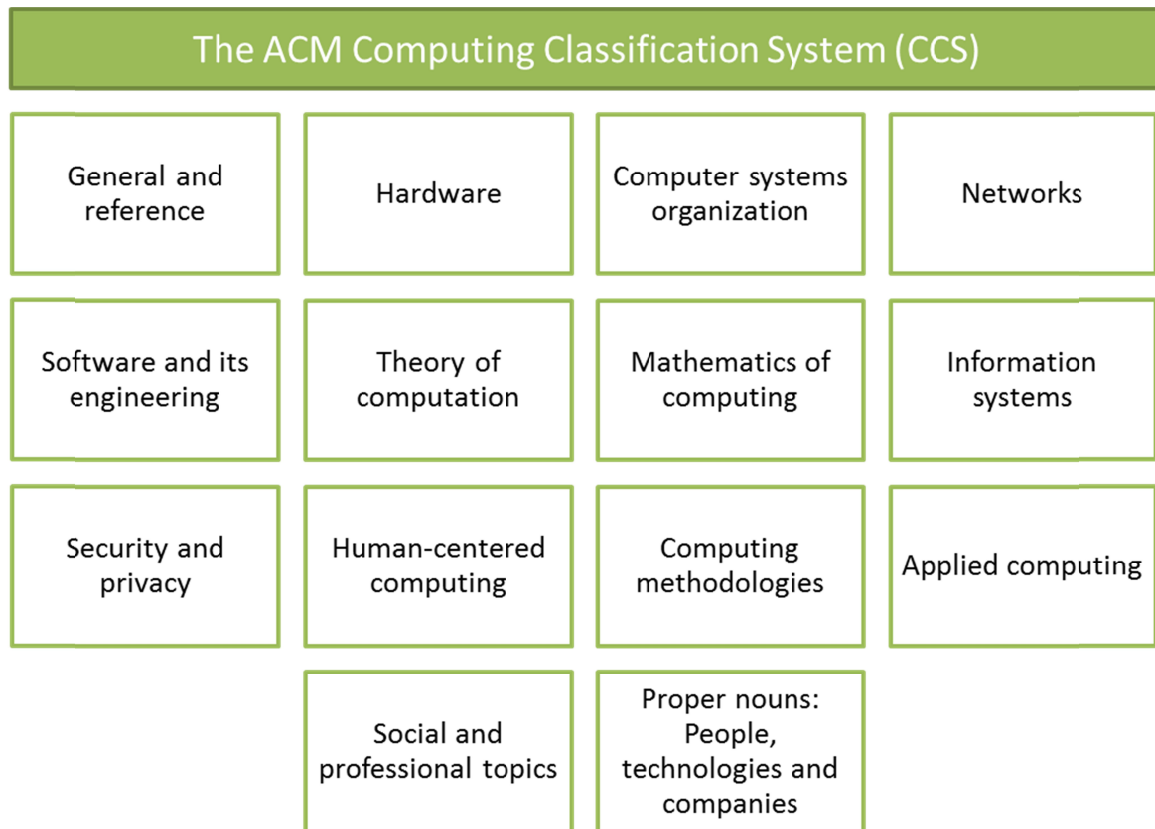 The ACM Computing Classification System (CCS)
General and
reference
Hardware
Computer systems
organization
Networks
Software and its
engineering
Theory of
computation
Mathematics of
computing
Information
systems
Security and
privacy
Human-centered
computing
Computing
methodologies
Applied computing
Social and
professional topics
Proper nouns:
People,
technologies and
companies